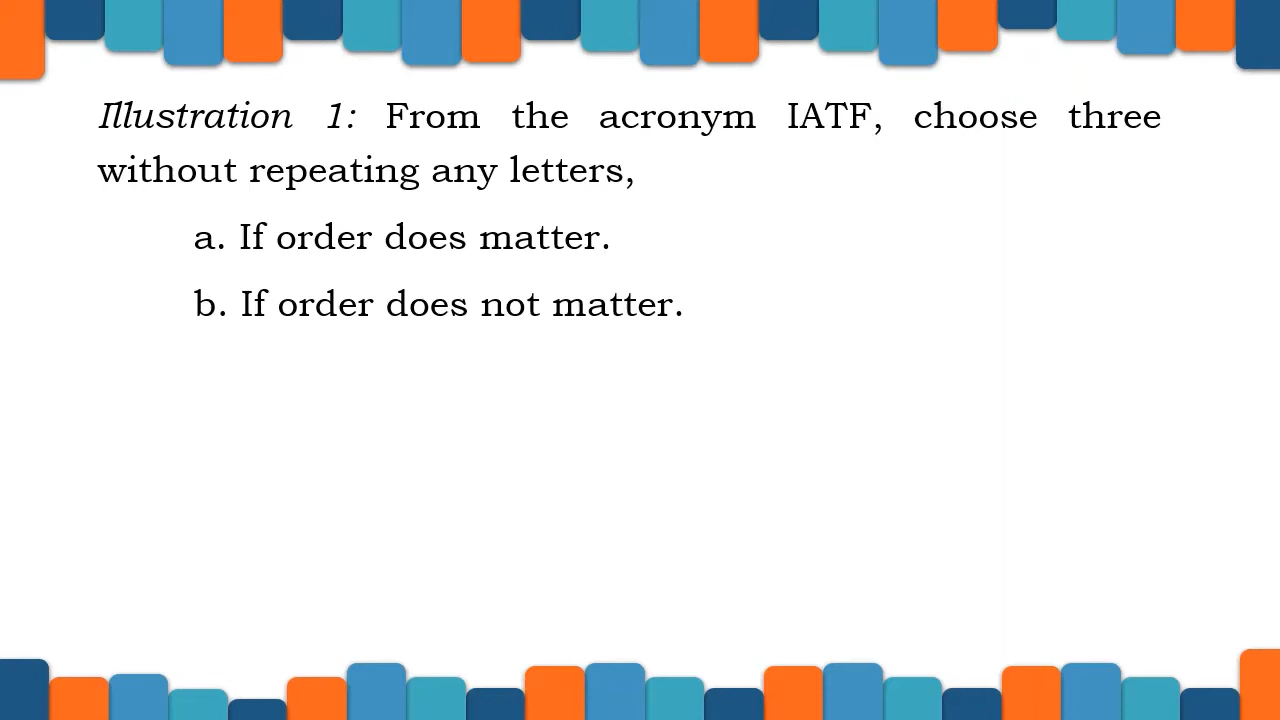 Illustration 1: From the acronym IATF, choose three
without repeating any letters,
a. If order does matter.
b. If order does not matter.